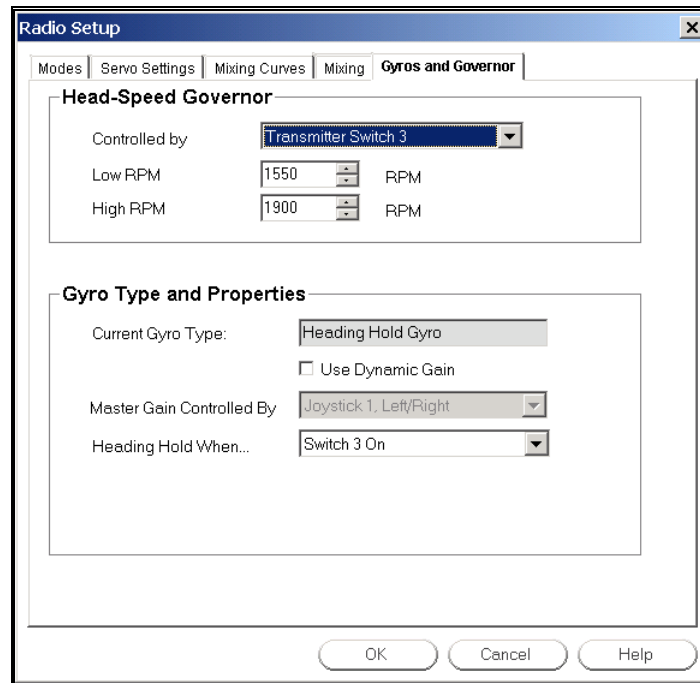 Radio Setup
Modes Servo Settings Mixing Curves Mixing Gyros and Governor
Head-Speed Governor
Controlled by Transmitter Switch 3
Low RPM 1550 RPM
High RPM 1900 RPM
Gyro Type and Properties
Current Gyro Type: Heading Hold Gyro
Use Dynamic Gain
Master Gain Controlled By Joystick 1, Left/Right
Heading Hold When... Switch 3 On
OK Cancel Help